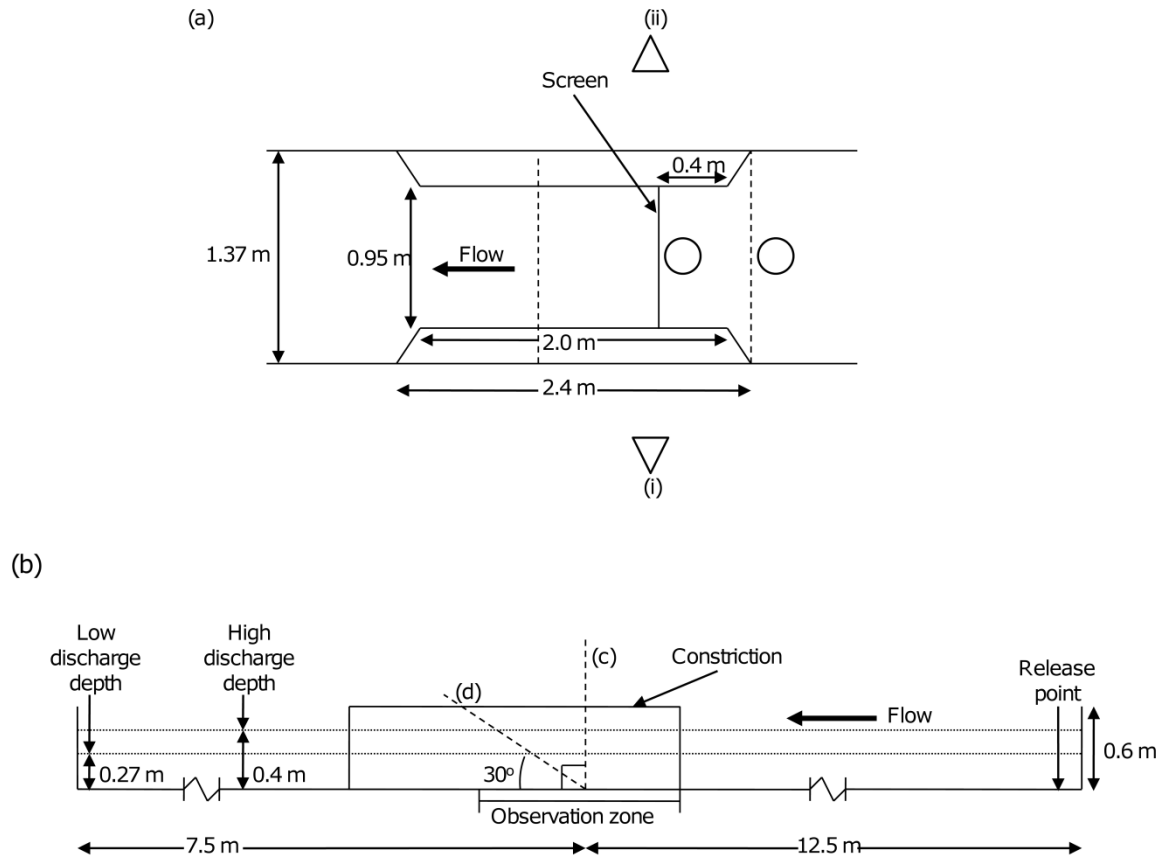 (a)
(ii)
Screen
0.4 m
1.37 m
0.95 m
Flow
2.0 m
2.4 m
(i)
(b)
Low
discharge
depth
High
discharge
depth
(c)
(d)
Constriction
Release
point
Flow
0.27 m
0.4 m
30º
0.6 m
Observation zone
7.5 m
12.5 m